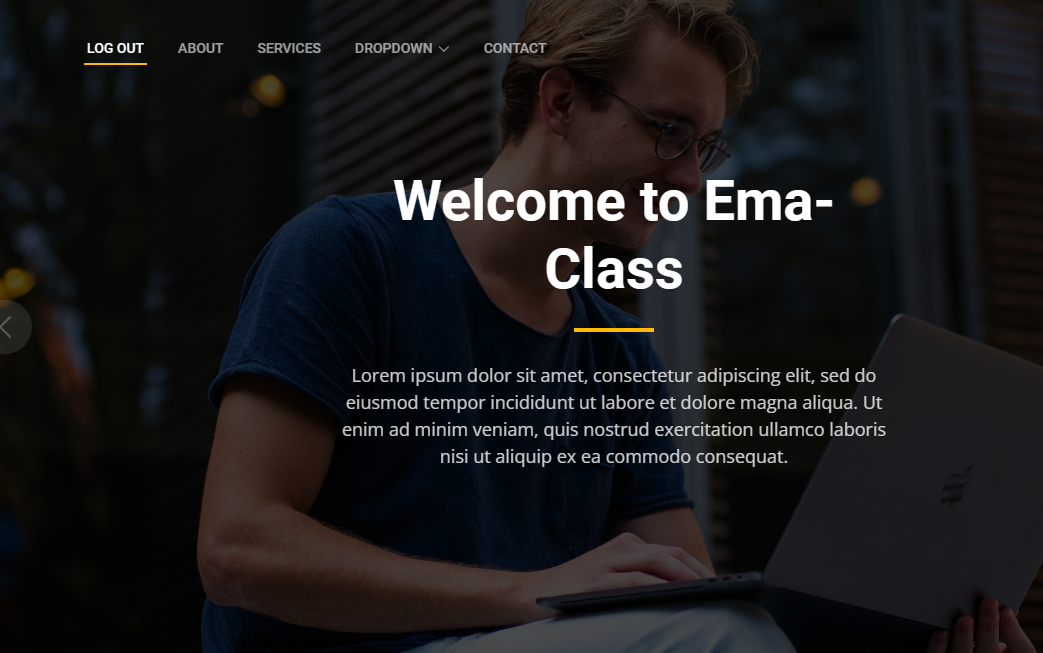 LOG OUT ABOUT SERVICES DROPDOWN CONTACT
Welcome to Ema-
Class
Lorem ipsum dolor sit amet, consectetur adipiscing elit, sed do
eiusmod tempor incididunt ut labore et dolore magna aliqua. Ut
enim ad minim veniam, quis nostrud exercitation ullamco laboris
nisi ut aliquip ex ea commodo consequat.